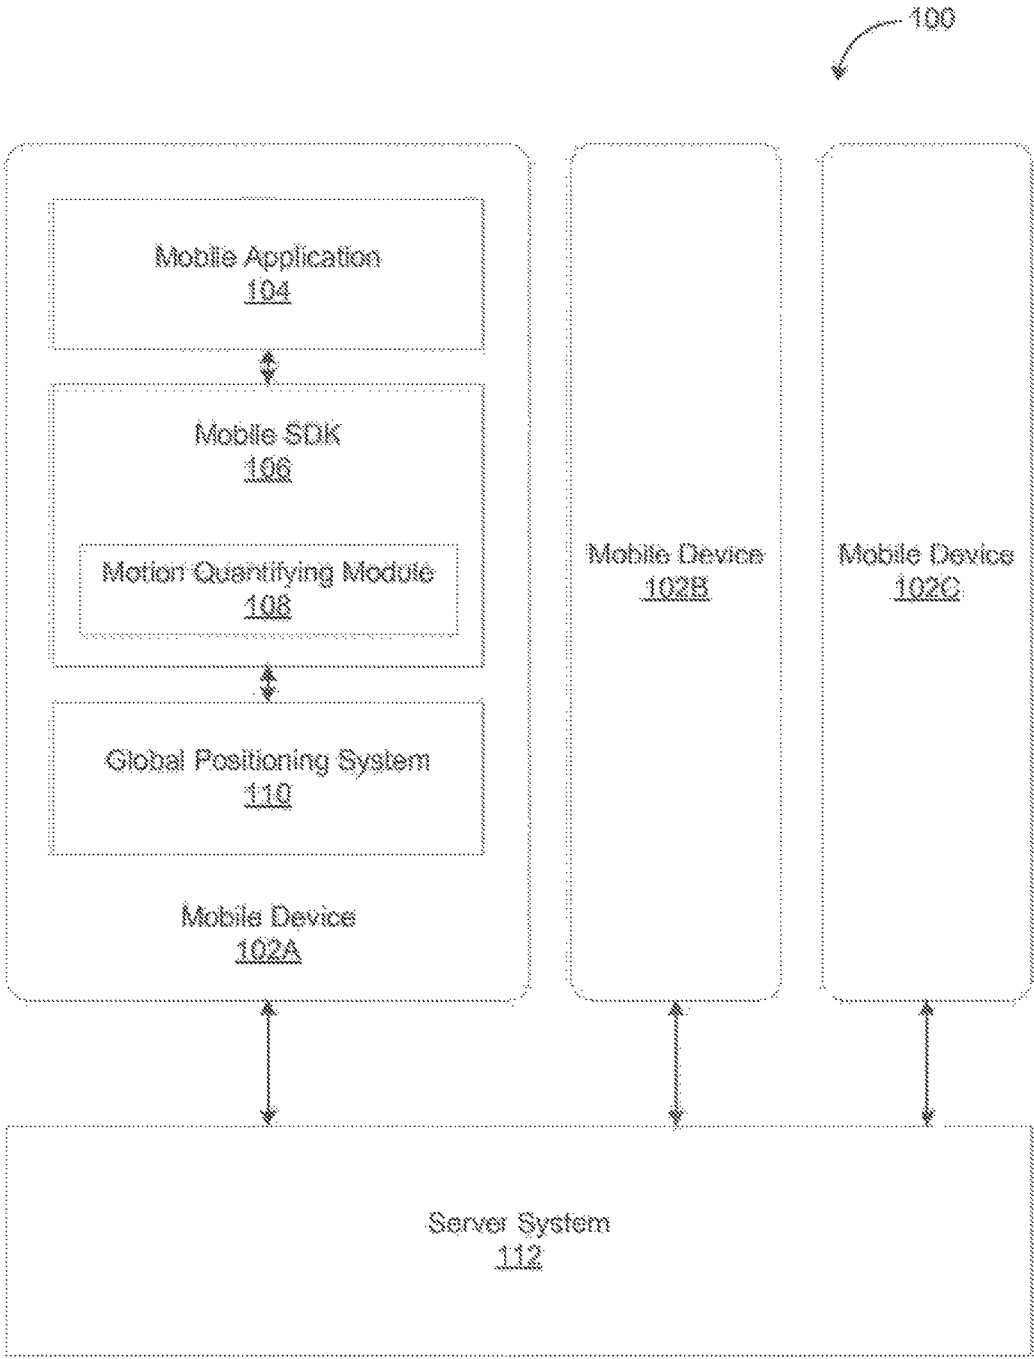 100
Mobile Application
104
Mobile SDK
106
Motion Quantifying Module
108
Global Positioning System
110
Mobile Device
102A
Mobile Device
102B
Mobile Device
102C
Server System
112